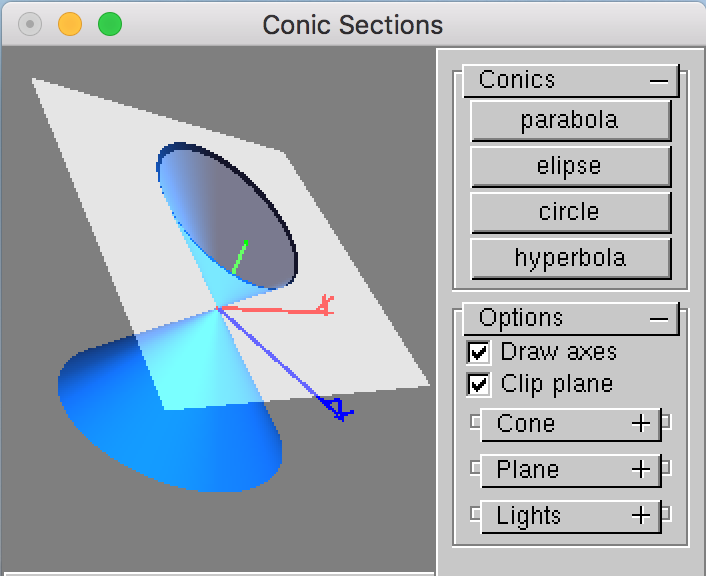 Conic Sections
Conics
parabola
elipse
circle
hyperbola
Options
Draw axes
Clip plane
Cone
Plane
Lights